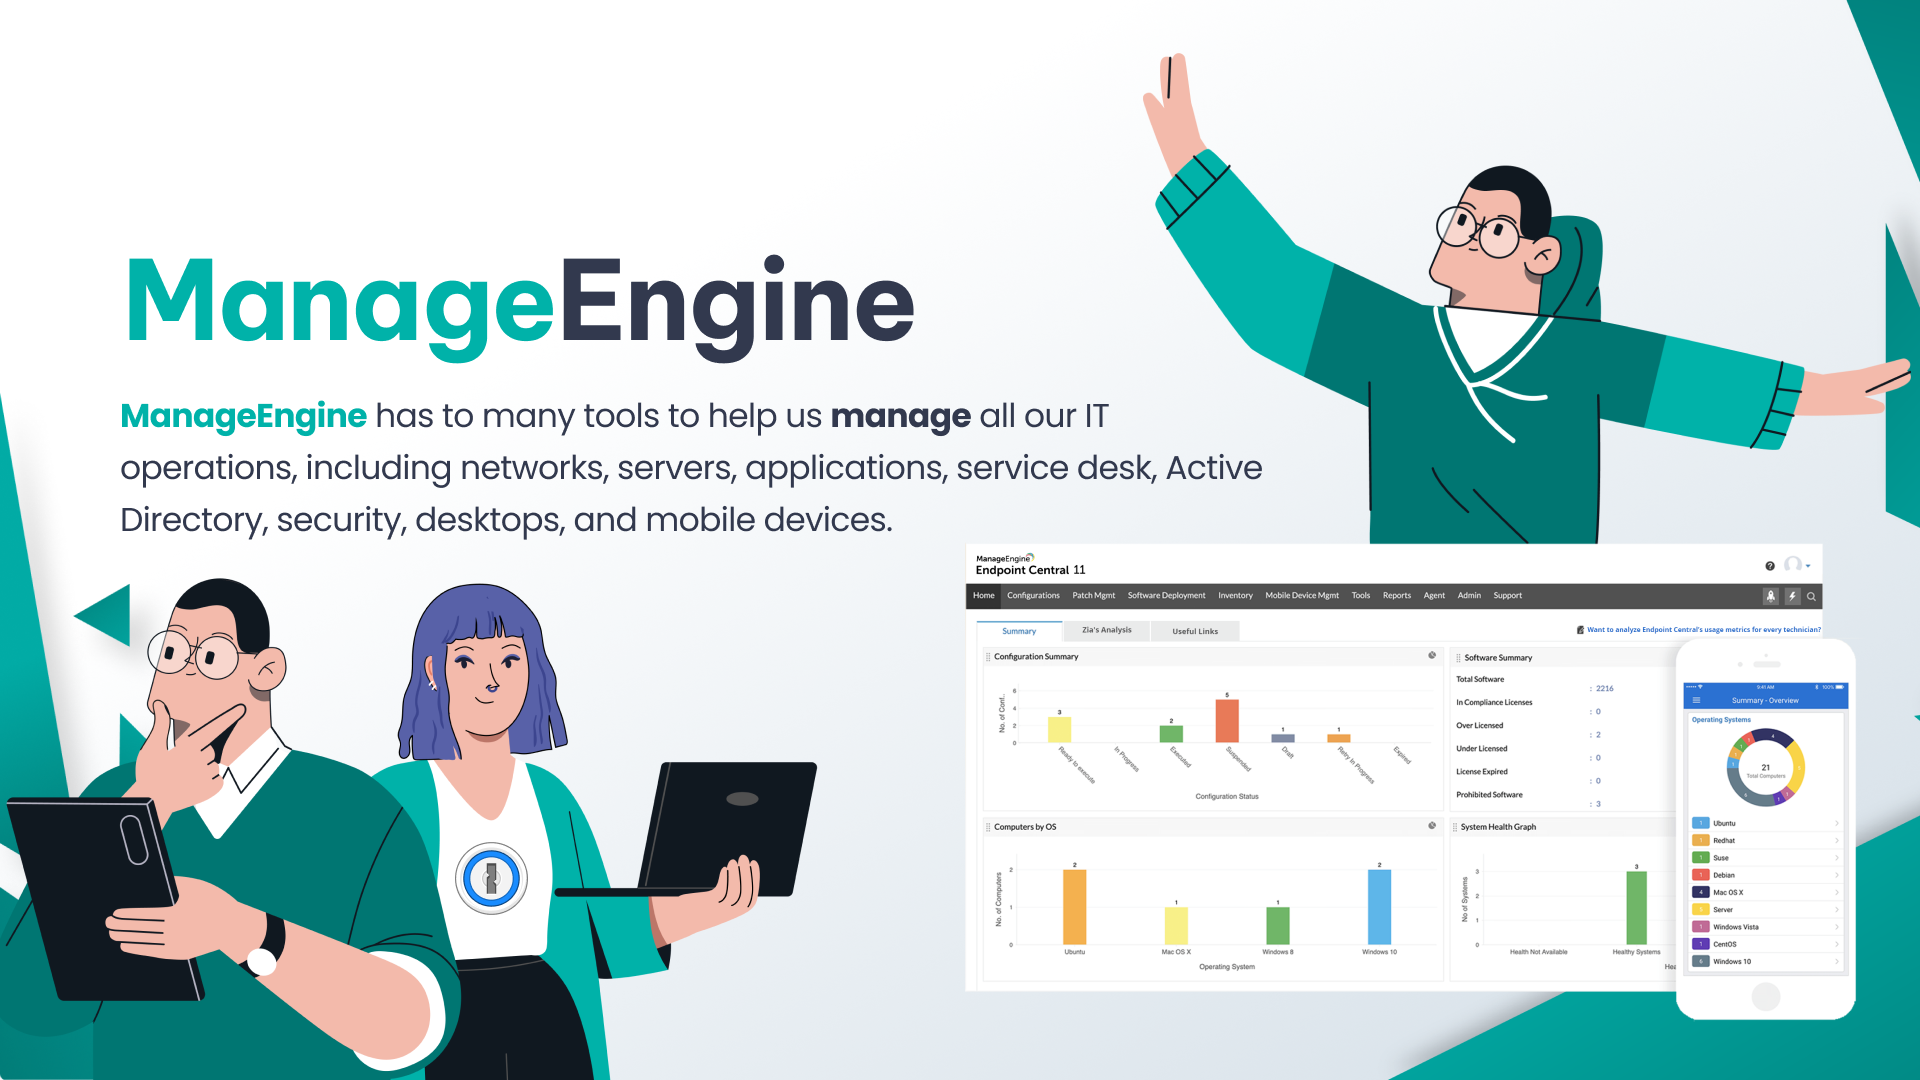 ManageEngine
ManageEngine has to many tools to help us manage all our IT
operations, including networks, servers, applications, service desk, Active
Directory, security, desktops, and mobile devices.
ManageEngine
Endpoint Central 11
Home Configurations Patch Mgmt Software Deployment Inventory Mobile Device Mgmt Tools Reports Agent Admin Support
Summary Zia's Analysis Useful Links
Want to analyze Endpoint Central's usage metrics for every technician?
Configuration Summary
No. of Conf..
6
4
2
0
3
2
5
1
1
Ready to execute
In Progress
Executed
Suspended
Draft
Retry In Progress
Expired
Configuration Status
Software Summary
Total Software
: 2216
In Compliance Licenses
: 0
Over Licensed
: 2
Under Licensed
: 0
License Expired
: 0
Prohibited Software
: 3
Computers by OS
No. of Computers
2
1
0
2
1
1
2
Ubuntu Mac OS X Windows 8 Windows 10
Operating System
System Health Graph
No of Systems
3
2
1
0
3
Health Not Available Healthy Systems
Hea
9:41 AM 100%
Summary - Overview
Operating Systems
21
Total Computers
1 Ubuntu
1 Redhat
1 Suse
1 Debian
4 Mac OS X
Server
1 Windows Vista
1 CentOS
6 Windows 10